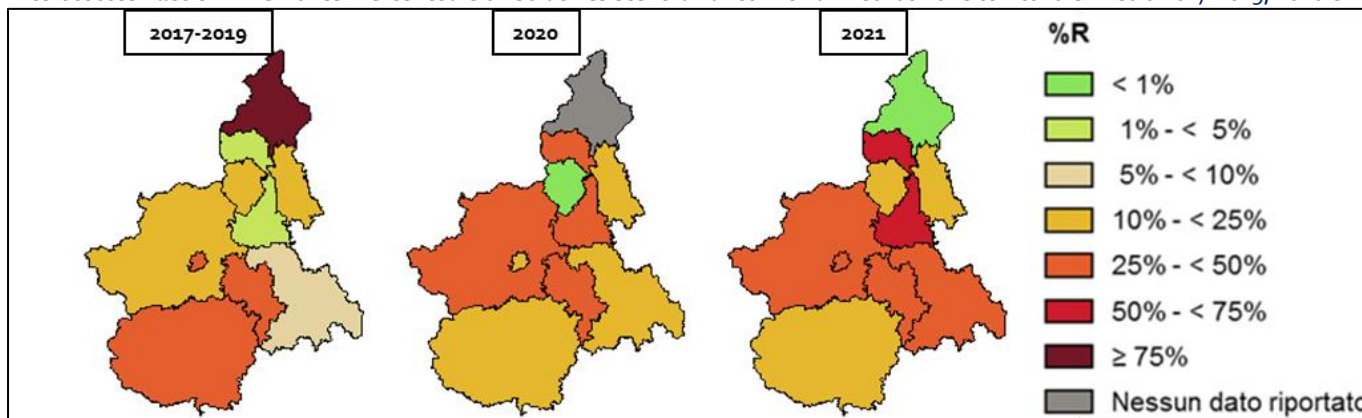 2017-2019
2020
2021
%R
< 1%
1% - < 5%
5% - < 10%
10% - < 25%
25% - < 50%
50% - < 75%
≥ 75%
Nessun dato riportato